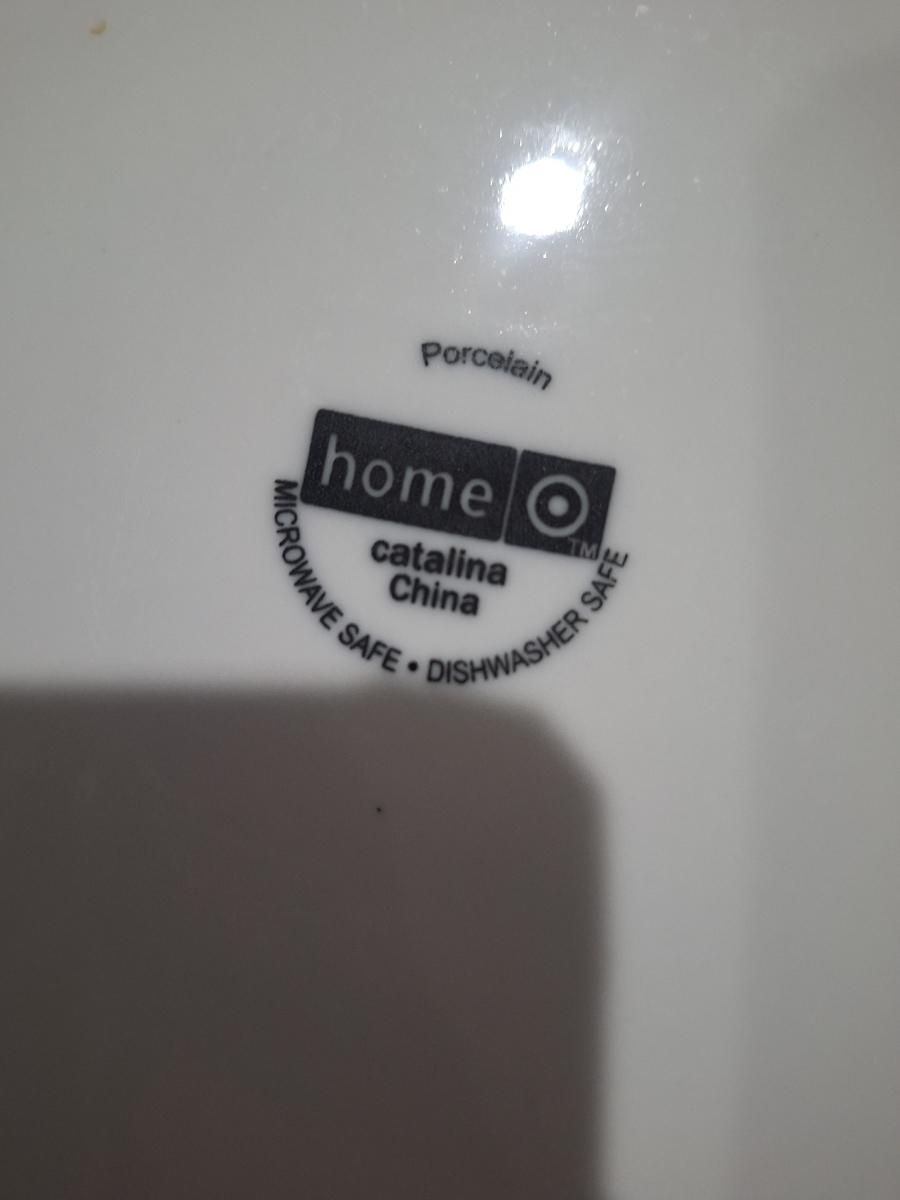 Porcelain
home
TM
catalina
China
MICROWAVE SAFE • DISHWASHER SAFE